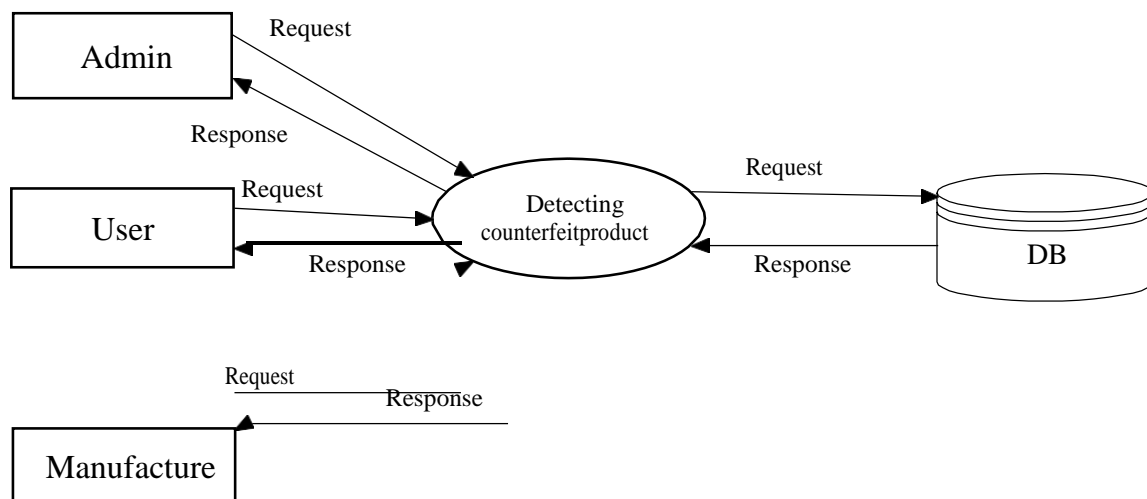 Request
Admin
Response
Request
User
Response
Detecting
counterfeitproduct
Request
Response
DB
Request
Response
Manufacture